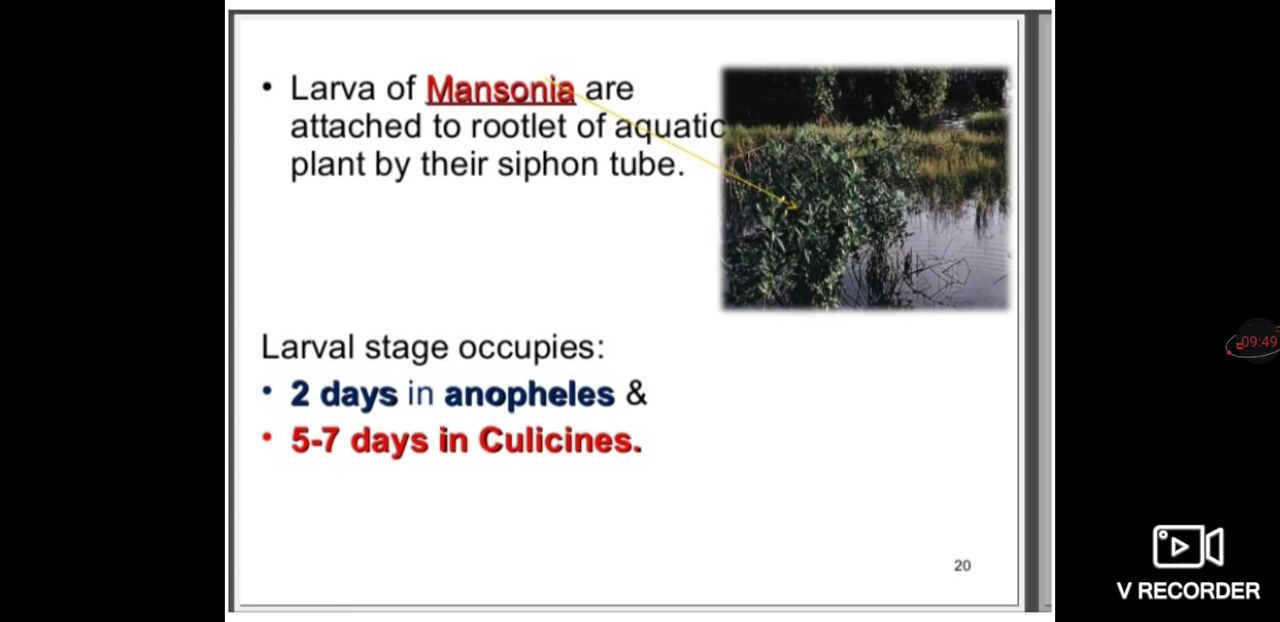 • Larva of Mansonia are
attached to rootlet of aquatic
plant by their siphon tube.
Larval stage occupies:
• 2 days in anopheles &
• 5-7 days in Culicines.
20
09:49
V RECORDER